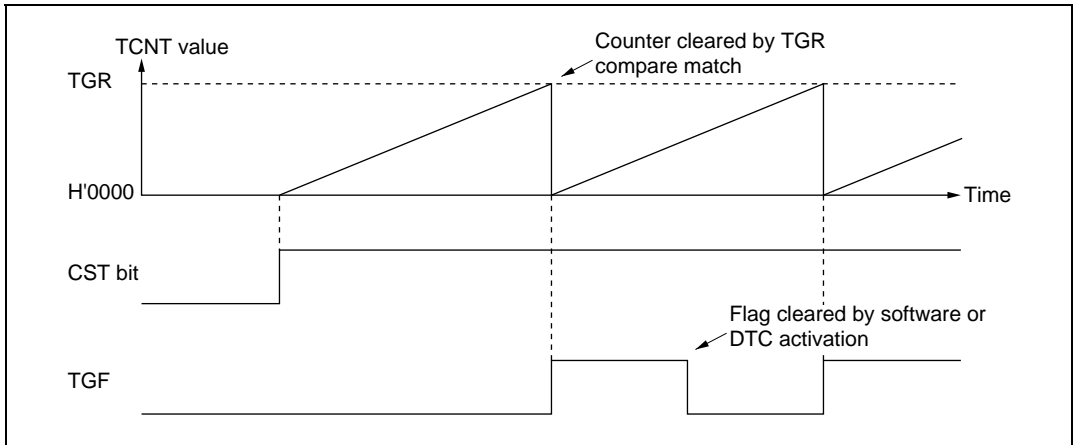 TCNT value
Counter cleared by TGR
compare match
TGR
H'0000
Time
CST bit
Flag cleared by software or
DTC activation
TGF